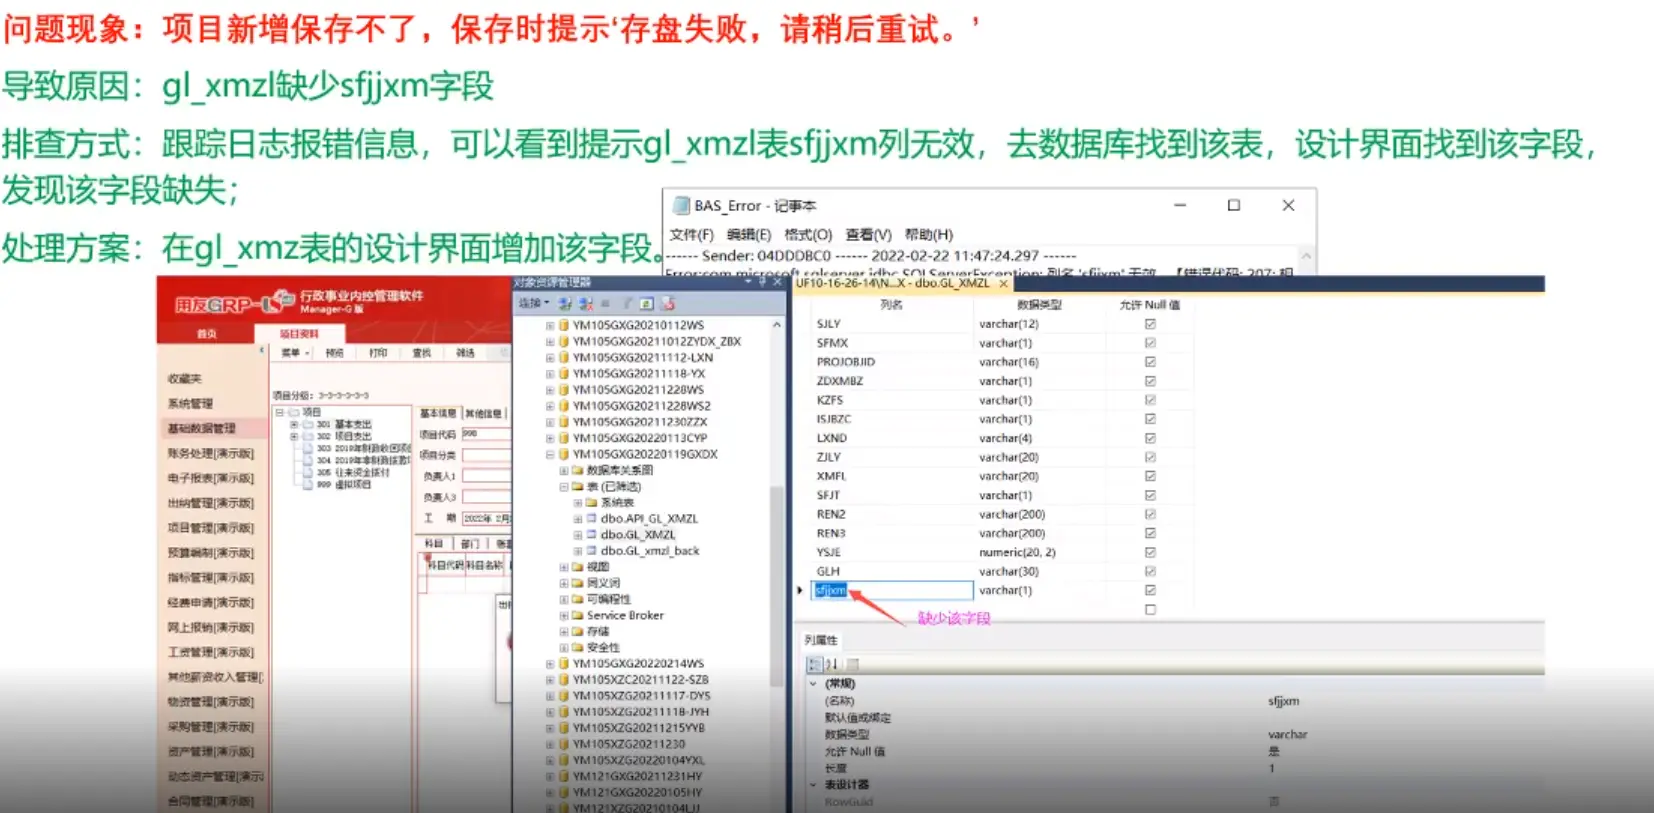 问题现象：项目新增保存不了，保存时提示‘存盘失败，请稍后重试。’
导致原因：gl_xmzl缺少sfjjxm字段
排查方式：跟踪日志报错信息，可以看到提示gl_xmzl表sfjjxm列无效，去数据库找到该表，设计界面找到该字段，
发现该字段缺失；
处理方案：在gl_xmz表的设计界面增加该字段。
BAS_Error - 记事本
文件(F) 编辑(E) 格式(O) 查看(V) 帮助(H)
------ Sender: 04DDDBC0 ------ 2022-02-22 11:47:24.297 ------
Error:com.microsoft.sqlserver.jdbc.SQLServerException: 列名 'sfjjxm' 无效。 【错误代码: 207; 相
用友GRP-U8 行政事业内控管理软件
Manager-G 版
首页 项目资料
菜单 预览 打印 查找 筛选
收藏夹
系统管理
基础数据管理
账务处理[演示版]
电子报表[演示版]
出纳管理[演示版]
项目管理[演示版]
预算编制[演示版]
指标管理[演示版]
经费申请[演示版]
网上报销[演示版]
工资管理[演示版]
其他薪资收入管理[
物资管理[演示版]
采购管理[演示版]
资产管理[演示版]
动态资产管理[演示
合同管理[演示版]
项目分级：3-3-3-3-3-3
项目
301 基本支出
302 项目支出
303 2019年财政收回项
304 2019年非财政拨款
305 往来资金拨付
999 虚拟项目
基本信息 其他信息
项目代码 998
项目分类
负责人1
负责人3
工 期 2022年 2月
科目 部门
科目代码 科目名称
对象资源管理器
连接
YM105GXG20210112WS
YM105GXG20211012ZYDX_ZBX
YM105GXG20211112-LXN
YM105GXG20211118-YX
YM105GXG20211228WS
YM105GXG20211228WS2
YM105GXG20211230ZZX
YM105GXG20220113CYP
YM105GXG20220119GXDX
数据库关系图
表 (已筛选)
系统表
dbo.API_GL_XMZL
dbo.GL_XMZL
dbo.GL_xmzl_back
视图
同义词
可编程性
Service Broker
存储
安全性
YM105GXG20220214WS
YM105XZC20211122-SZB
YM105XZG20211117-DYS
YM105XZG20211118-JYH
YM105XZG20211215YYB
YM105XZG20211230
YM105XZG20220104YXL
YM121GXG20211231HY
YM121GXG20220105HY
YM121XZG20210104LJJ
UF10-16-26-14\N...X - dbo.GL_XMZL
列名 数据类型 允许 Null 值
SJLY varchar(12)
SFMX varchar(1)
PROJOBJID varchar(16)
ZDXMBZ varchar(1)
KZFS varchar(1)
ISJBZC varchar(1)
LXND varchar(4)
ZJLY varchar(20)
XMFL varchar(20)
SFJT varchar(1)
REN2 varchar(200)
REN3 varchar(200)
YSJE numeric(20, 2)
GLH varchar(30)
sfjjxm varchar(1)
缺少该字段
列属性
(常规)
(名称) sfjjxm
默认值或绑定
数据类型 varchar
允许 Null 值 是
长度 1
表设计器
RowGuid 否